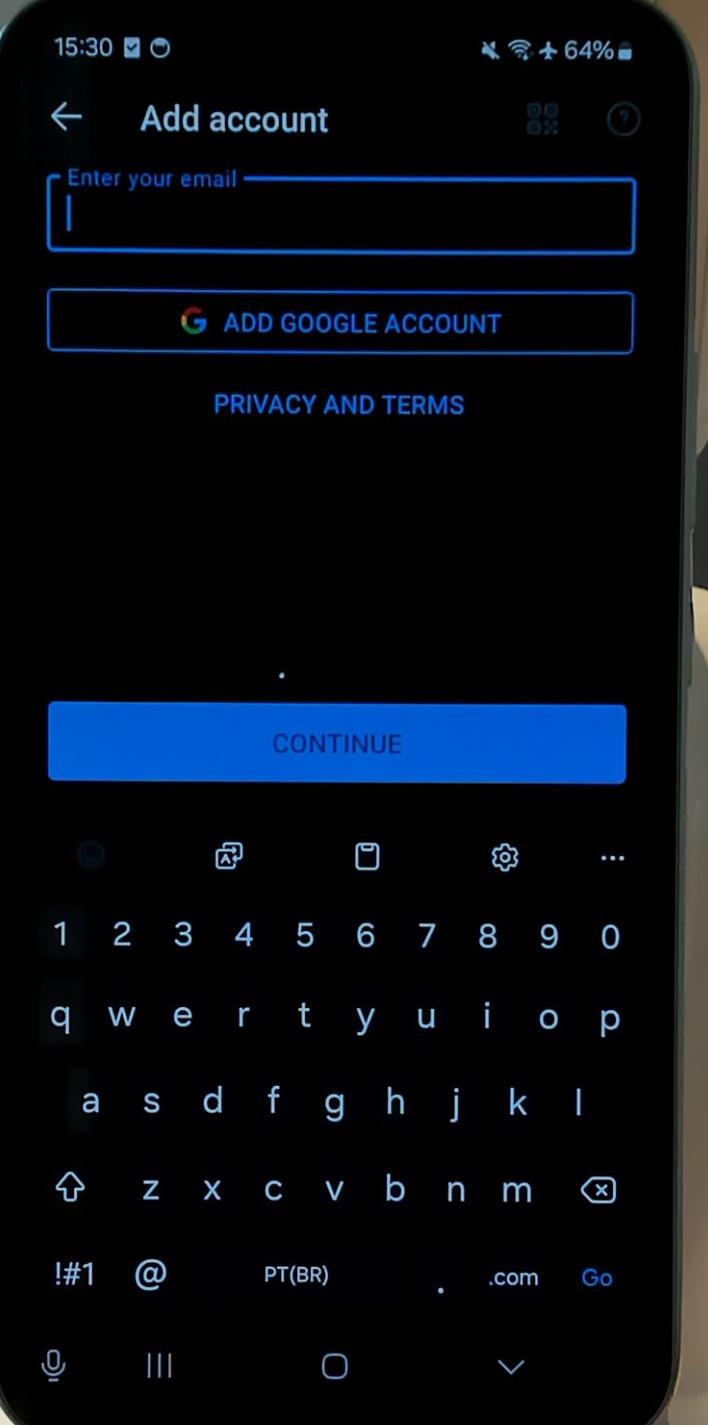 15:30 64%
Add account
Enter your email
G ADD GOOGLE ACCOUNT
PRIVACY AND TERMS
CONTINUE
1 2 3 4 5 6 7 8 9 0
q w e r t y u i o p
a s d f g h j k l
z x c v b n m
!#1 @ PT(BR) . .com Go